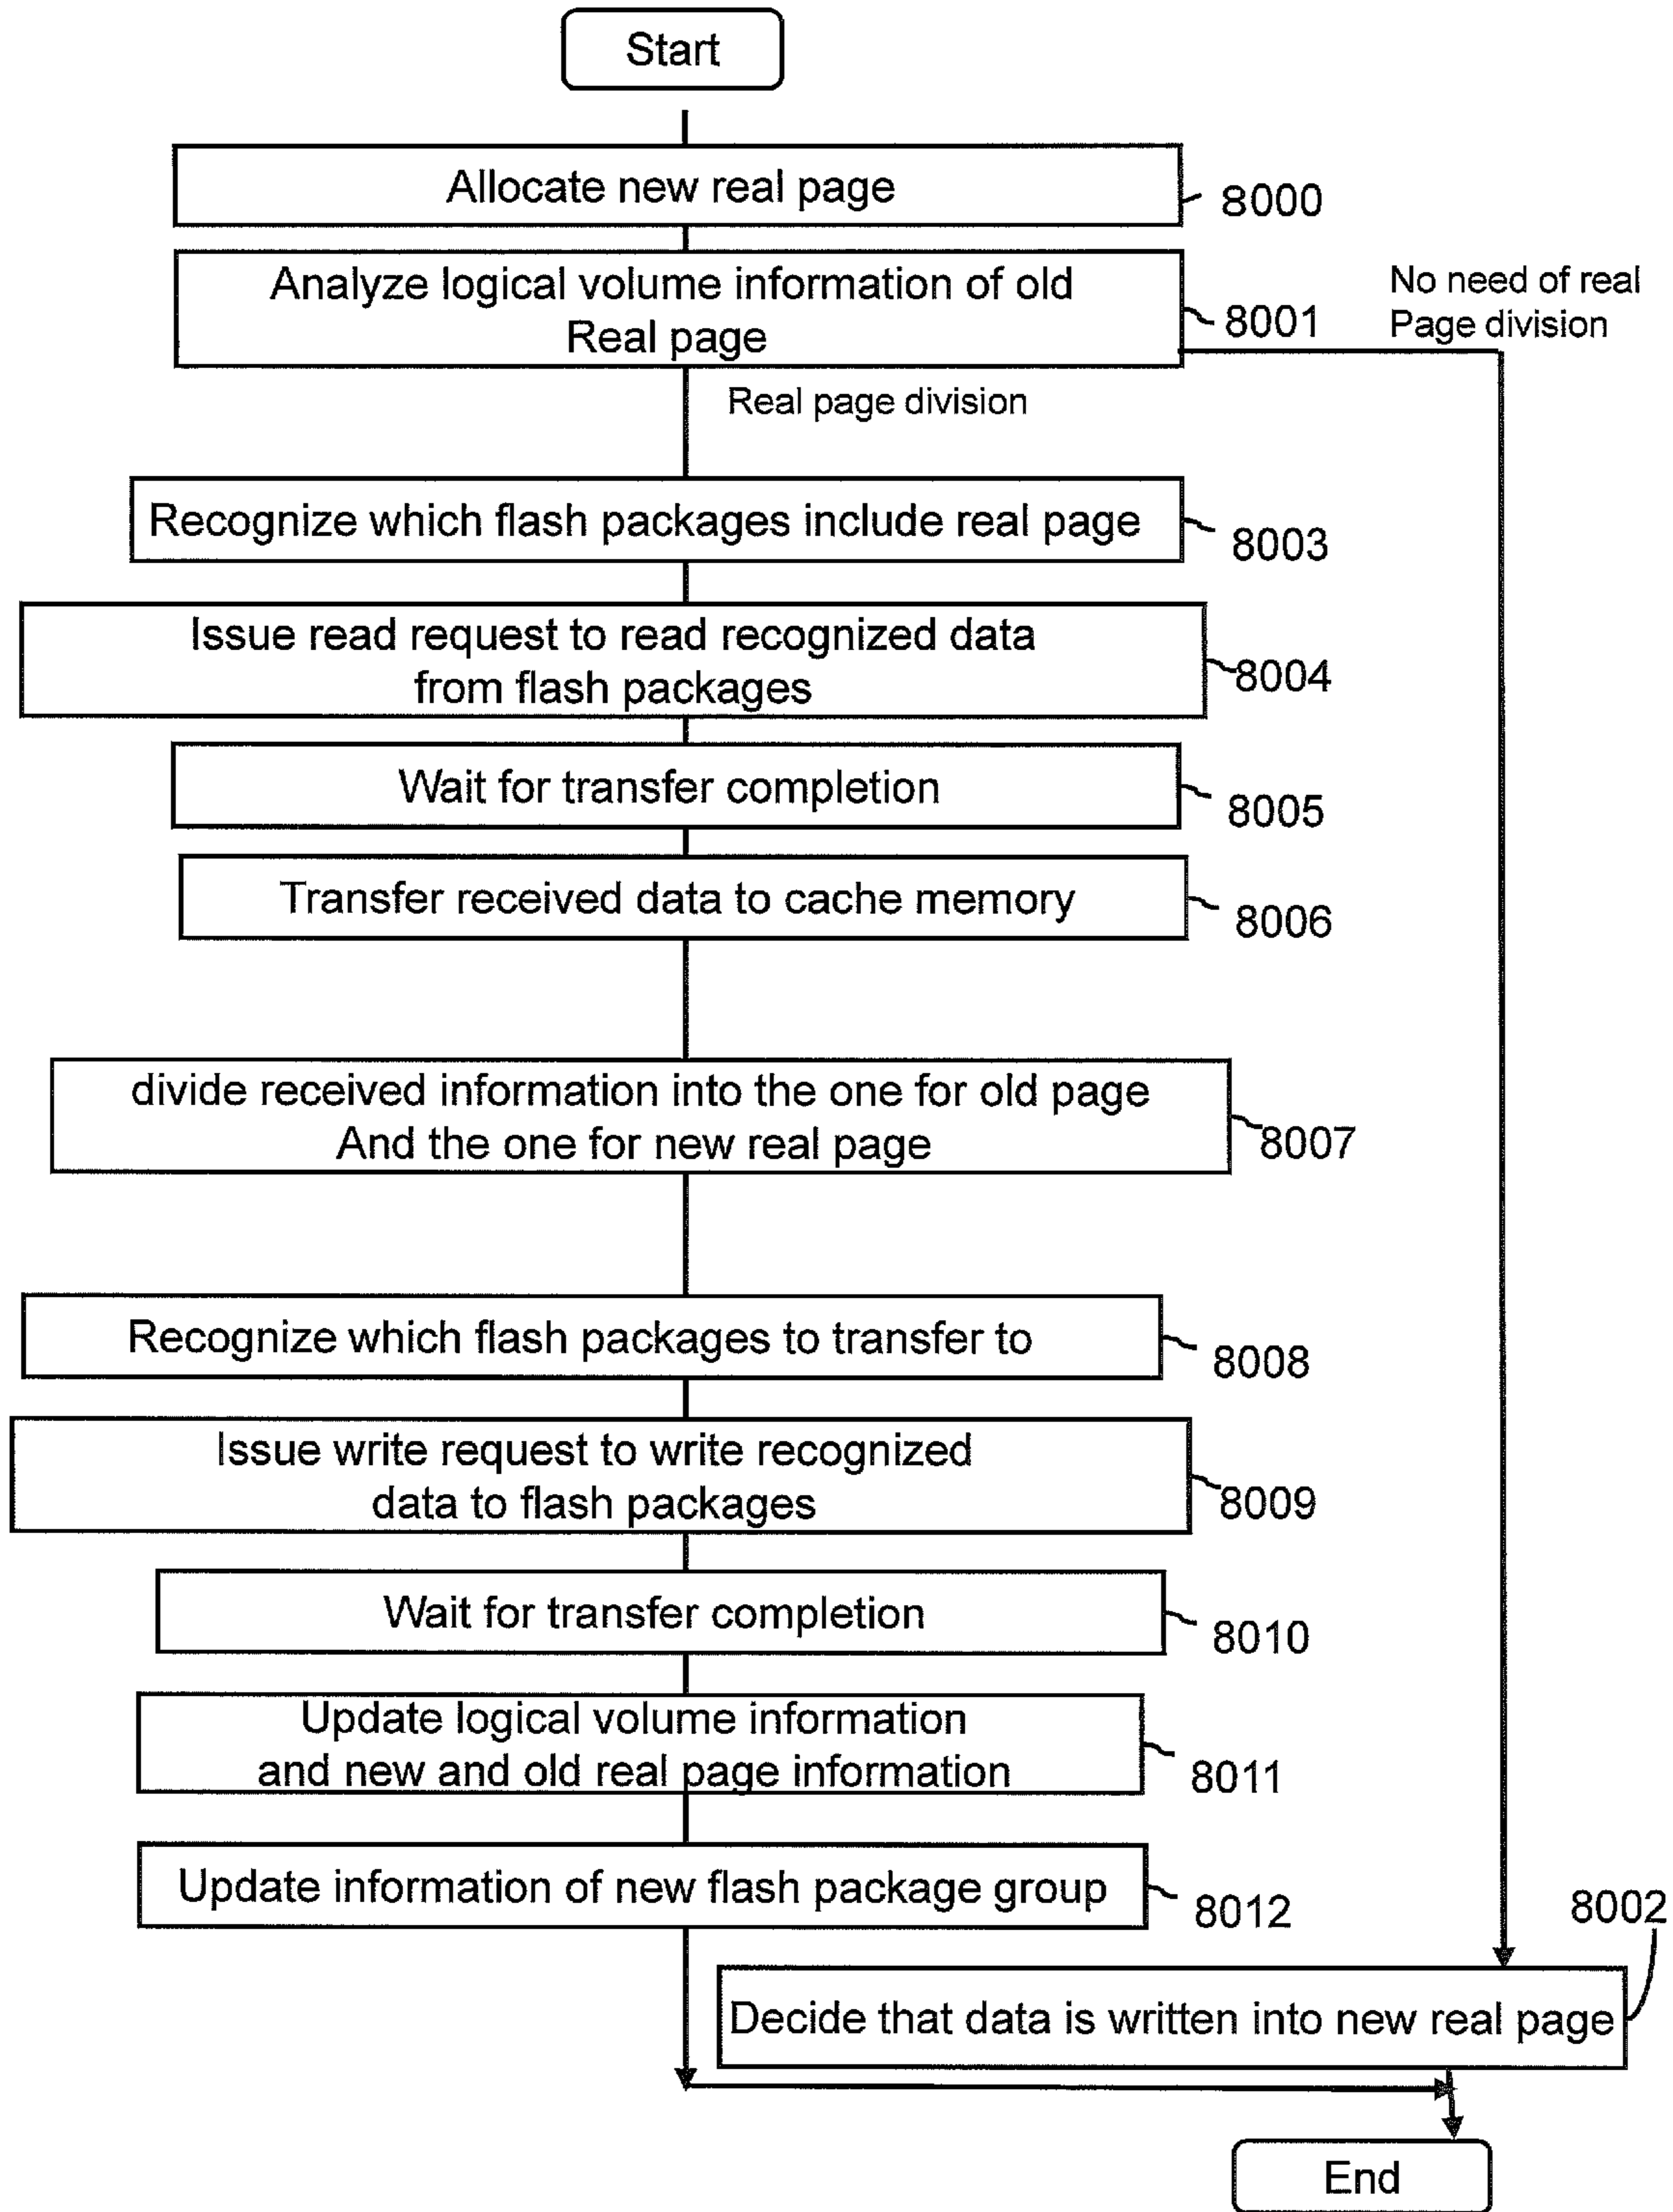 Start
Allocate new real page
8000
Analyze logical volume information of old
Real page
8001
No need of real
Page division
Real page division
Recognize which flash packages include real page
8003
Issue read request to read recognized data
from flash packages
8004
Wait for transfer completion
8005
Transfer received data to cache memory
8006
divide received information into the one for old page
And the one for new real page
8007
Recognize which flash packages to transfer to
8008
Issue write request to write recognized
data to flash packages
8009
Wait for transfer completion
8010
Update logical volume information
and new and old real page information
8011
Update information of new flash package group
8012
8002
Decide that data is written into new real page
End